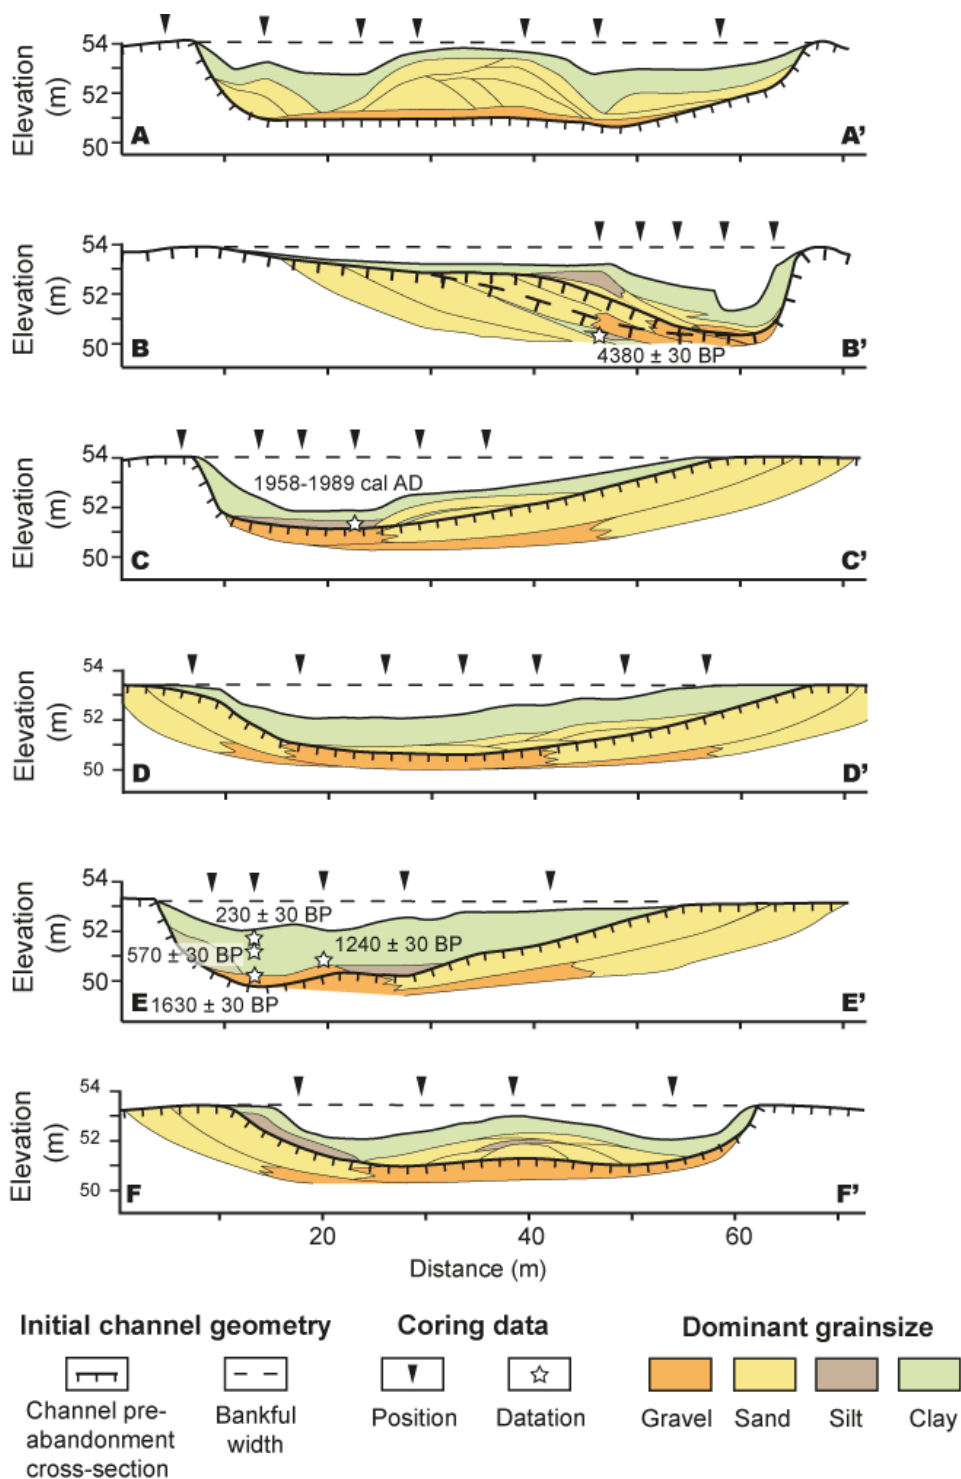 54
52
50
Elevation
(m)
A
A'
54
52
50
Elevation
(m)
B
B'
4380 ± 30 BP
54
52
50
Elevation
(m)
1958-1989 cal AD
C
C'
54
52
50
Elevation
(m)
D
D'
54
52
50
Elevation
(m)
230 ± 30 BP
1240 ± 30 BP
570 ± 30 BP
E
1630 ± 30 BP
E'
54
52
50
Elevation
(m)
F
F'
20
40
60
Distance (m)
Initial channel geometry
Coring data
Dominant grainsize
Channel pre-
abandonment
cross-section
Bankful
width
Position
Datation
Gravel
Sand
Silt
Clay